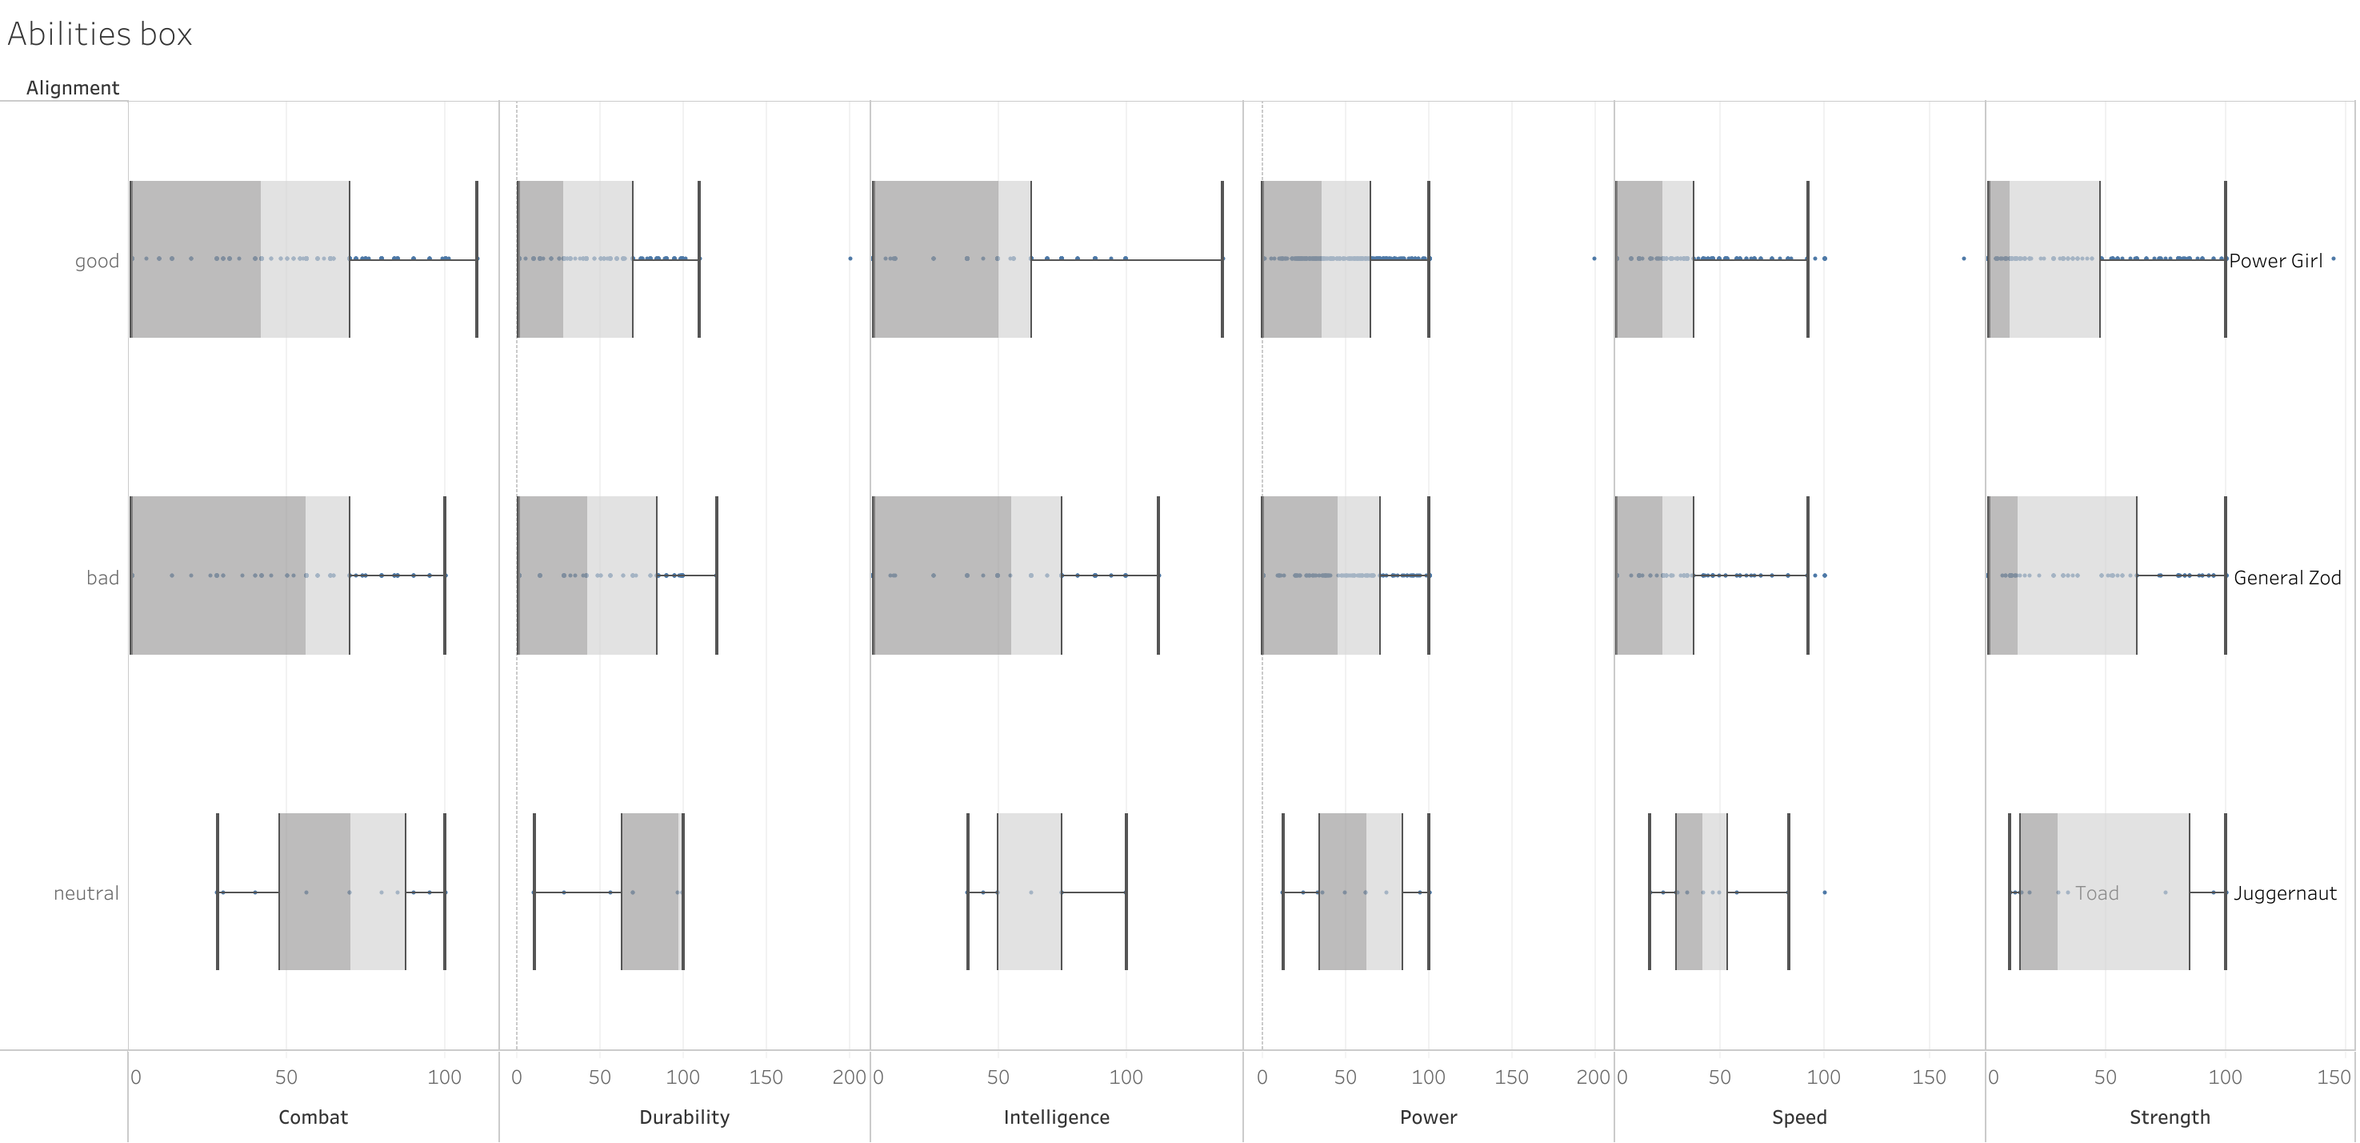 Abilities box
Alignment
good
Power Girl
bad
General Zod
neutral
Toad
Juggernaut
0 50 100 0 50 100 150 200 0 50 100 0 50 100 150 200 0 50 100 150 0 50 100 150
Combat Durability Intelligence Power Speed Strength